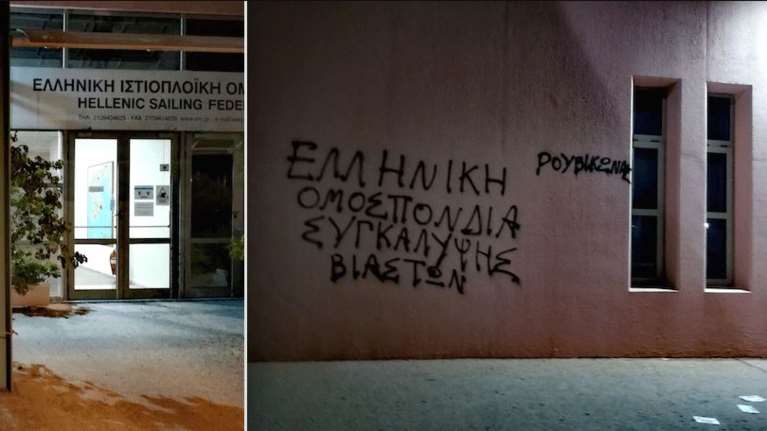 ΕΛΛΗΝΙΚΗ ΙΣΤΙΟΠΛΟΪΚΗ ΟΜ
HELLENIC SAILING FEDE
ΕΛΛΗΝΙΚΗ
ΟΜΟΣΠΟΝΔΙΑ
ΣΥΓΚΑΛΥΨΗΣ
ΒΙΑΣΤΩΝ
ΡΟΥΒΙΚΩΝΑΣ